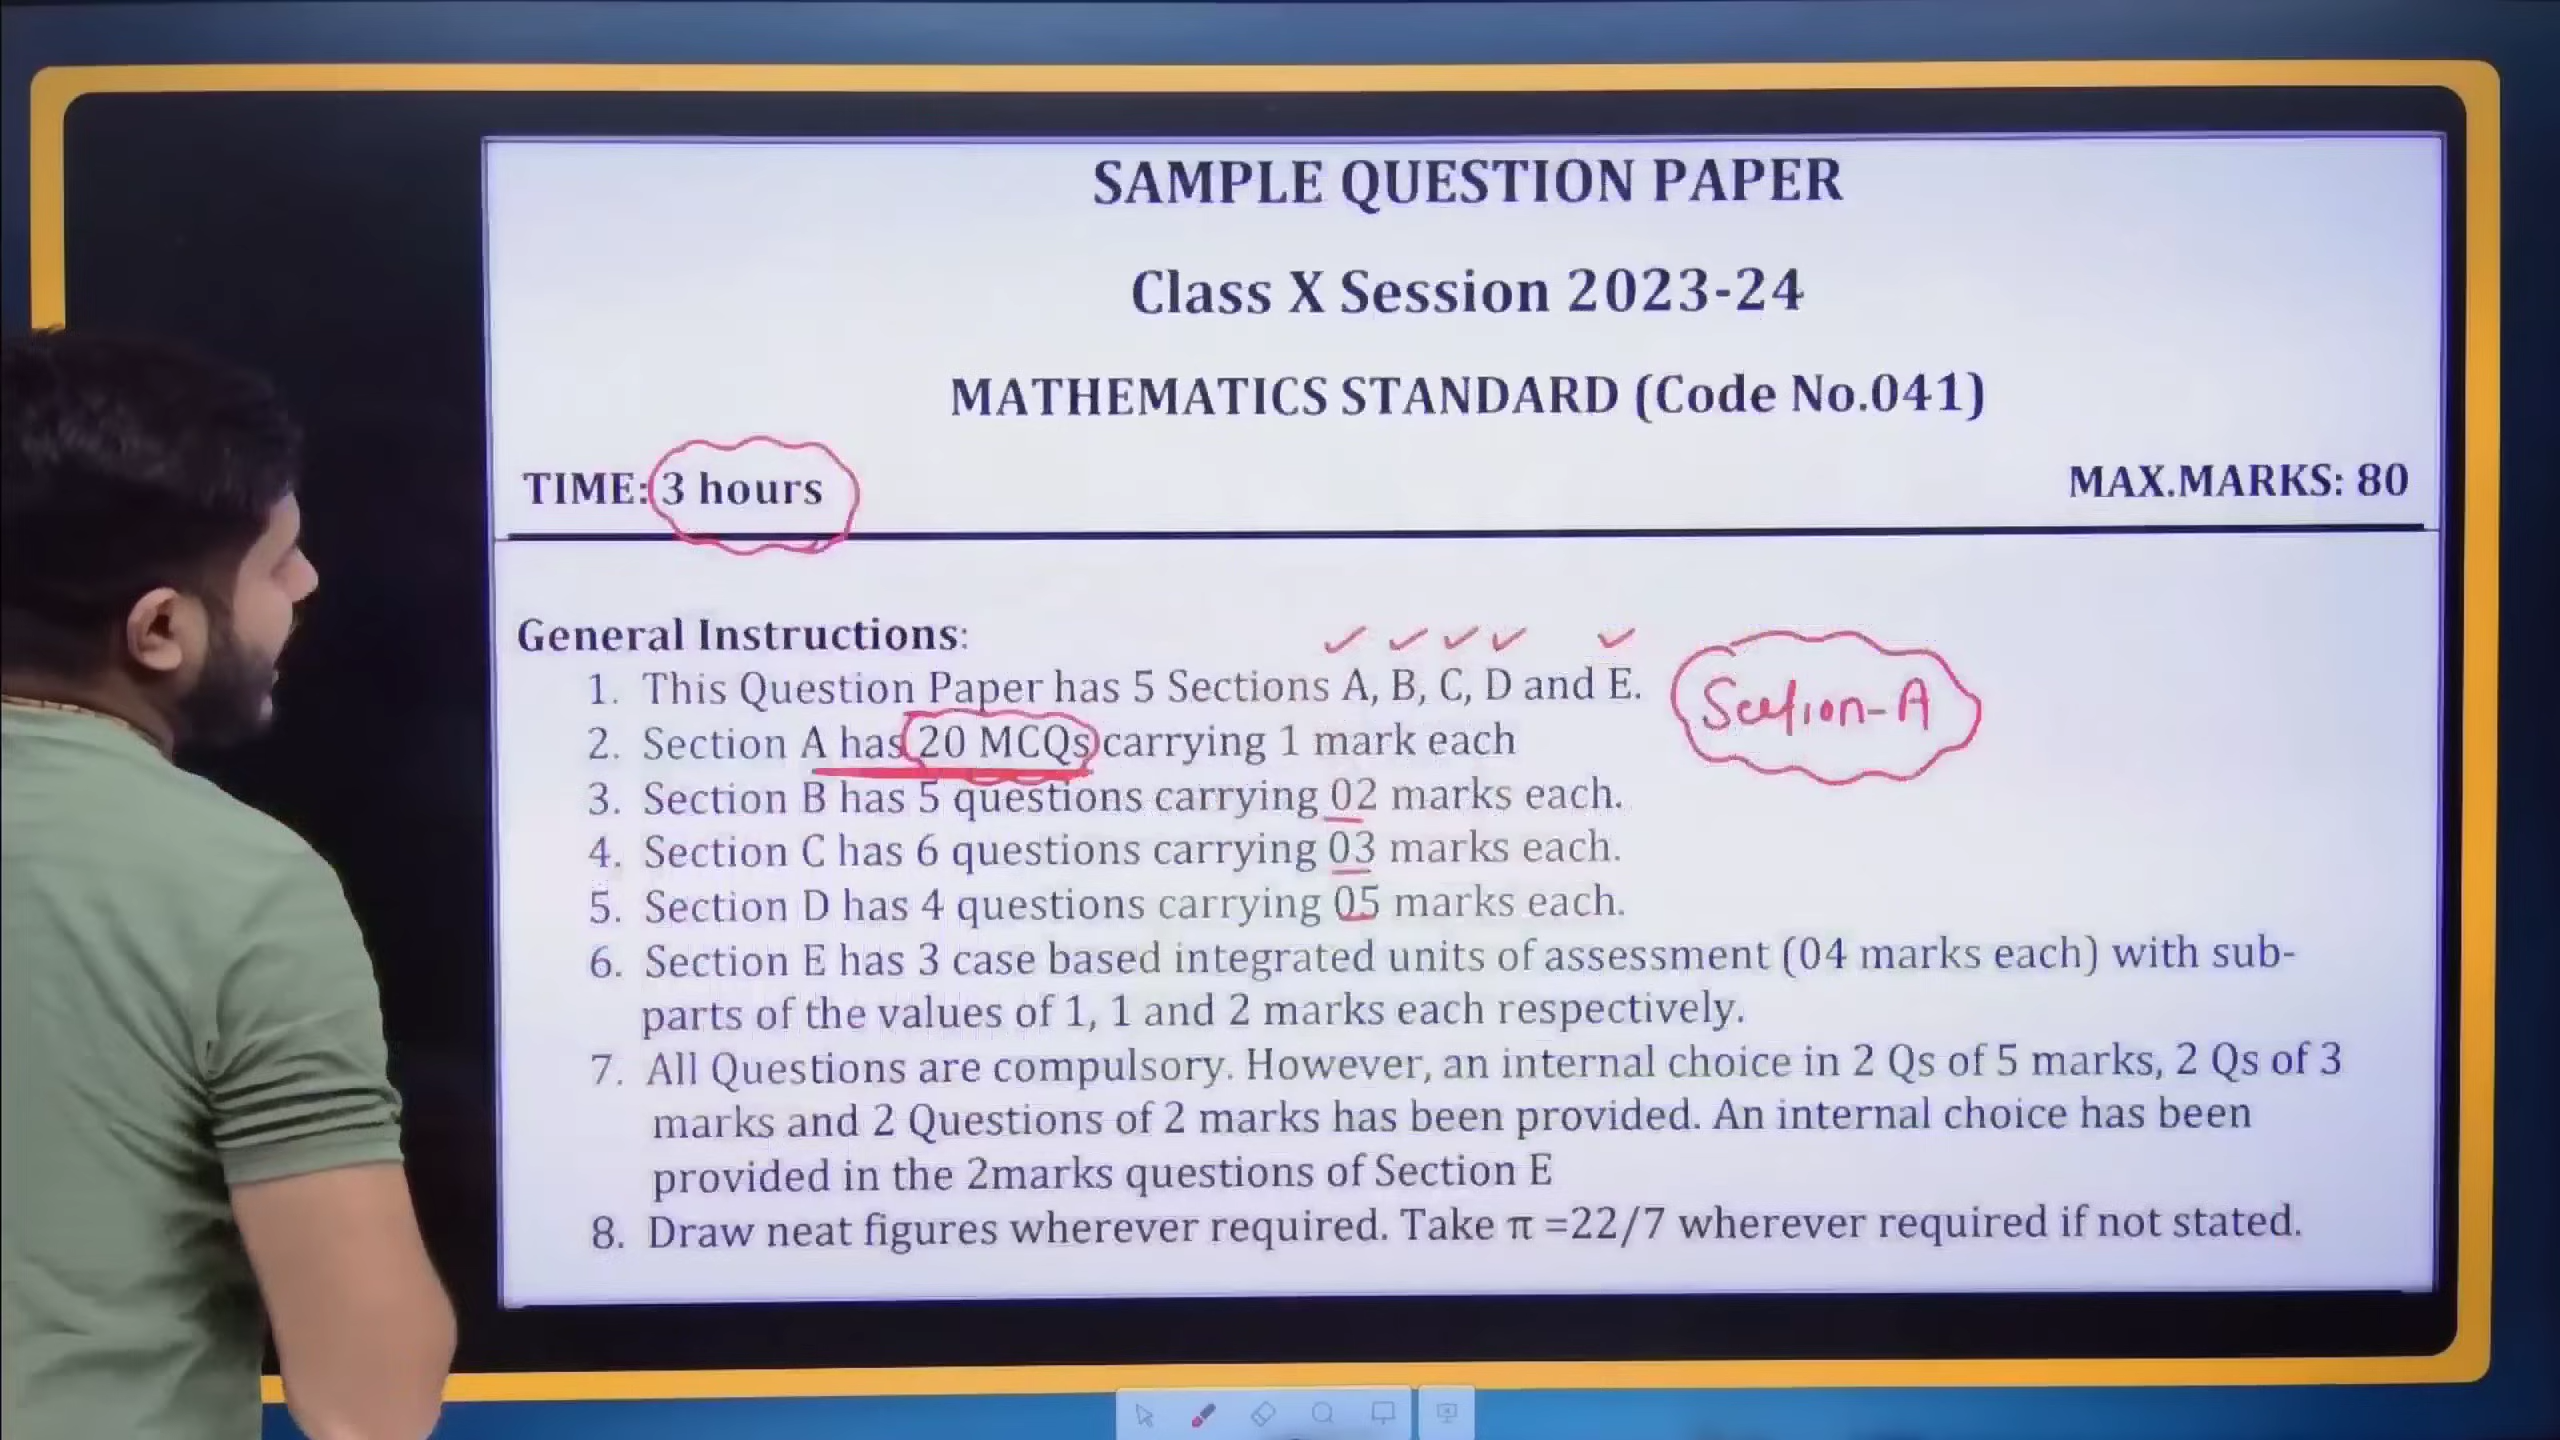 SAMPLE QUESTION PAPER
Class X Session 2023-24
MATHEMATICS STANDARD (Code No.041)
TIME: 3 hours MAX.MARKS: 80
General Instructions:
1. This Question Paper has 5 Sections A, B, C, D and E.
Section-A
2. Section A has 20 MCQs carrying 1 mark each
3. Section B has 5 questions carrying 02 marks each.
4. Section C has 6 questions carrying 03 marks each.
5. Section D has 4 questions carrying 05 marks each.
6. Section E has 3 case based integrated units of assessment (04 marks each) with sub-
parts of the values of 1, 1 and 2 marks each respectively.
7. All Questions are compulsory. However, an internal choice in 2 Qs of 5 marks, 2 Qs of 3
marks and 2 Questions of 2 marks has been provided. An internal choice has been
provided in the 2marks questions of Section E
8. Draw neat figures wherever required. Take π =22/7 wherever required if not stated.